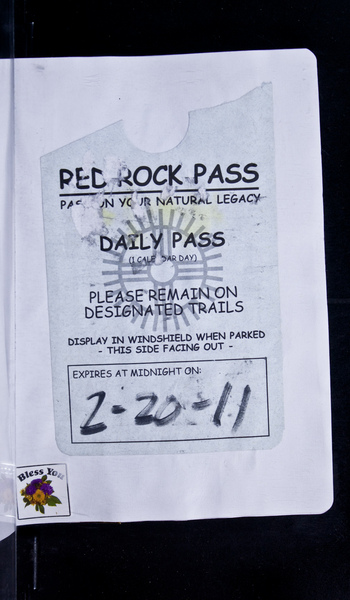 RED ROCK PASS
PASS ON YOUR NATURAL LEGACY
DAILY PASS
(1 CALENDAR DAY)
PLEASE REMAIN ON
DESIGNATED TRAILS
DISPLAY IN WINDSHIELD WHEN PARKED
- THIS SIDE FACING OUT -
EXPIRES AT MIDNIGHT ON:
2-20-11
Bless You